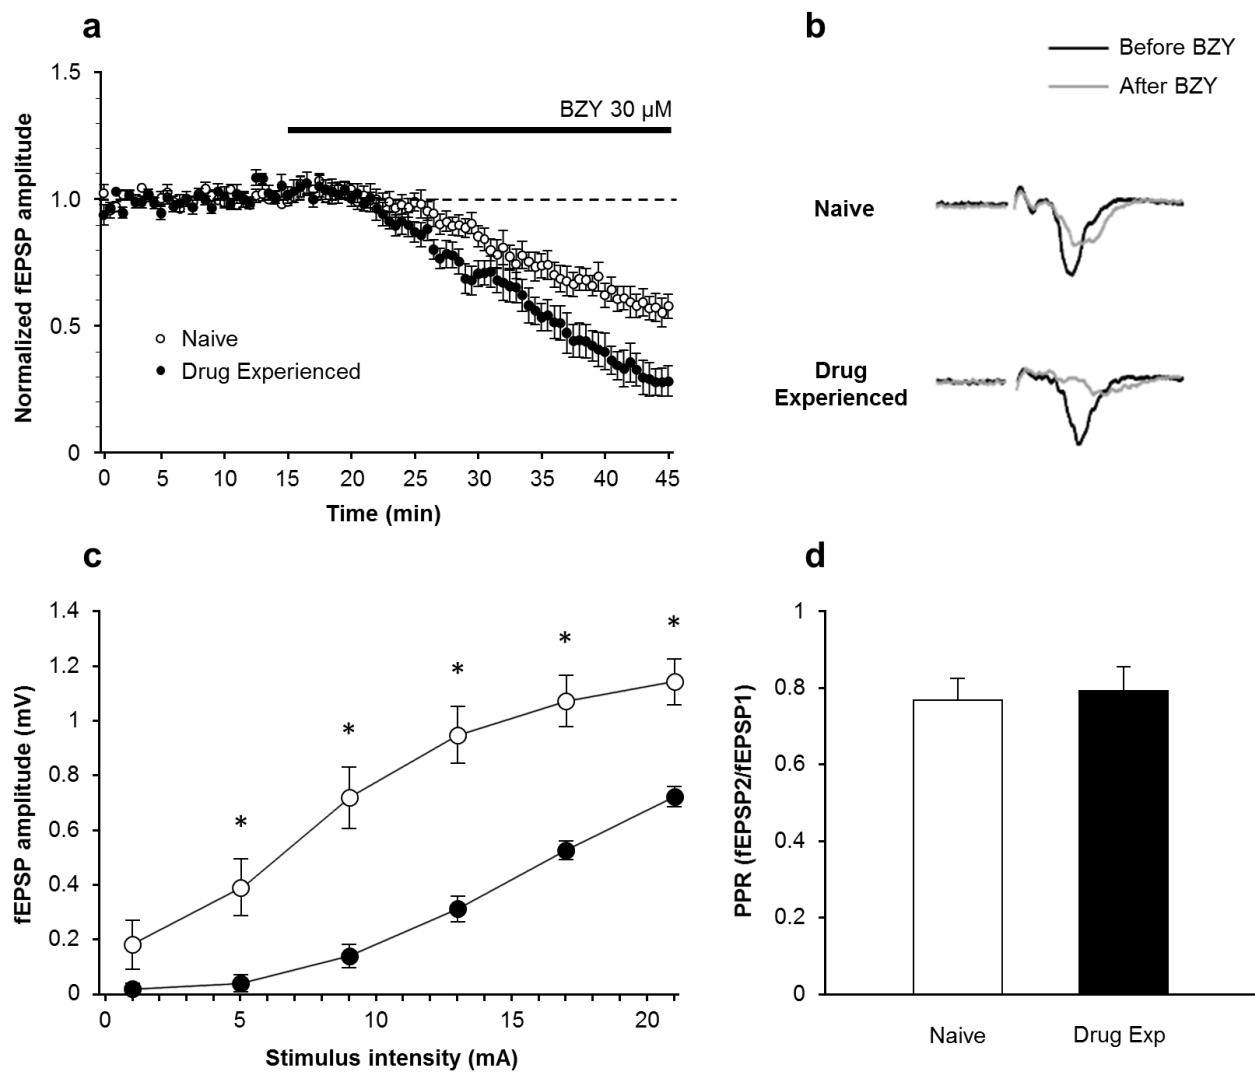 a
Normalized fEPSP amplitude
1.5
1.0
0.5
0
BZY 30 µM
Naive
Drug Experienced
0 5 10 15 20 25 30 35 40 45
Time (min)
b
Before BZY
After BZY
Naive
Drug
Experienced
c
fEPSP amplitude (mV)
1.4
1.2
1
0.8
0.6
0.4
0.2
0
* * * * *
0 5 10 15 20
Stimulus intensity (mA)
d
PPR (fEPSP2/fEPSP1)
1
0.8
0.6
0.4
0.2
0
Naive Drug Exp